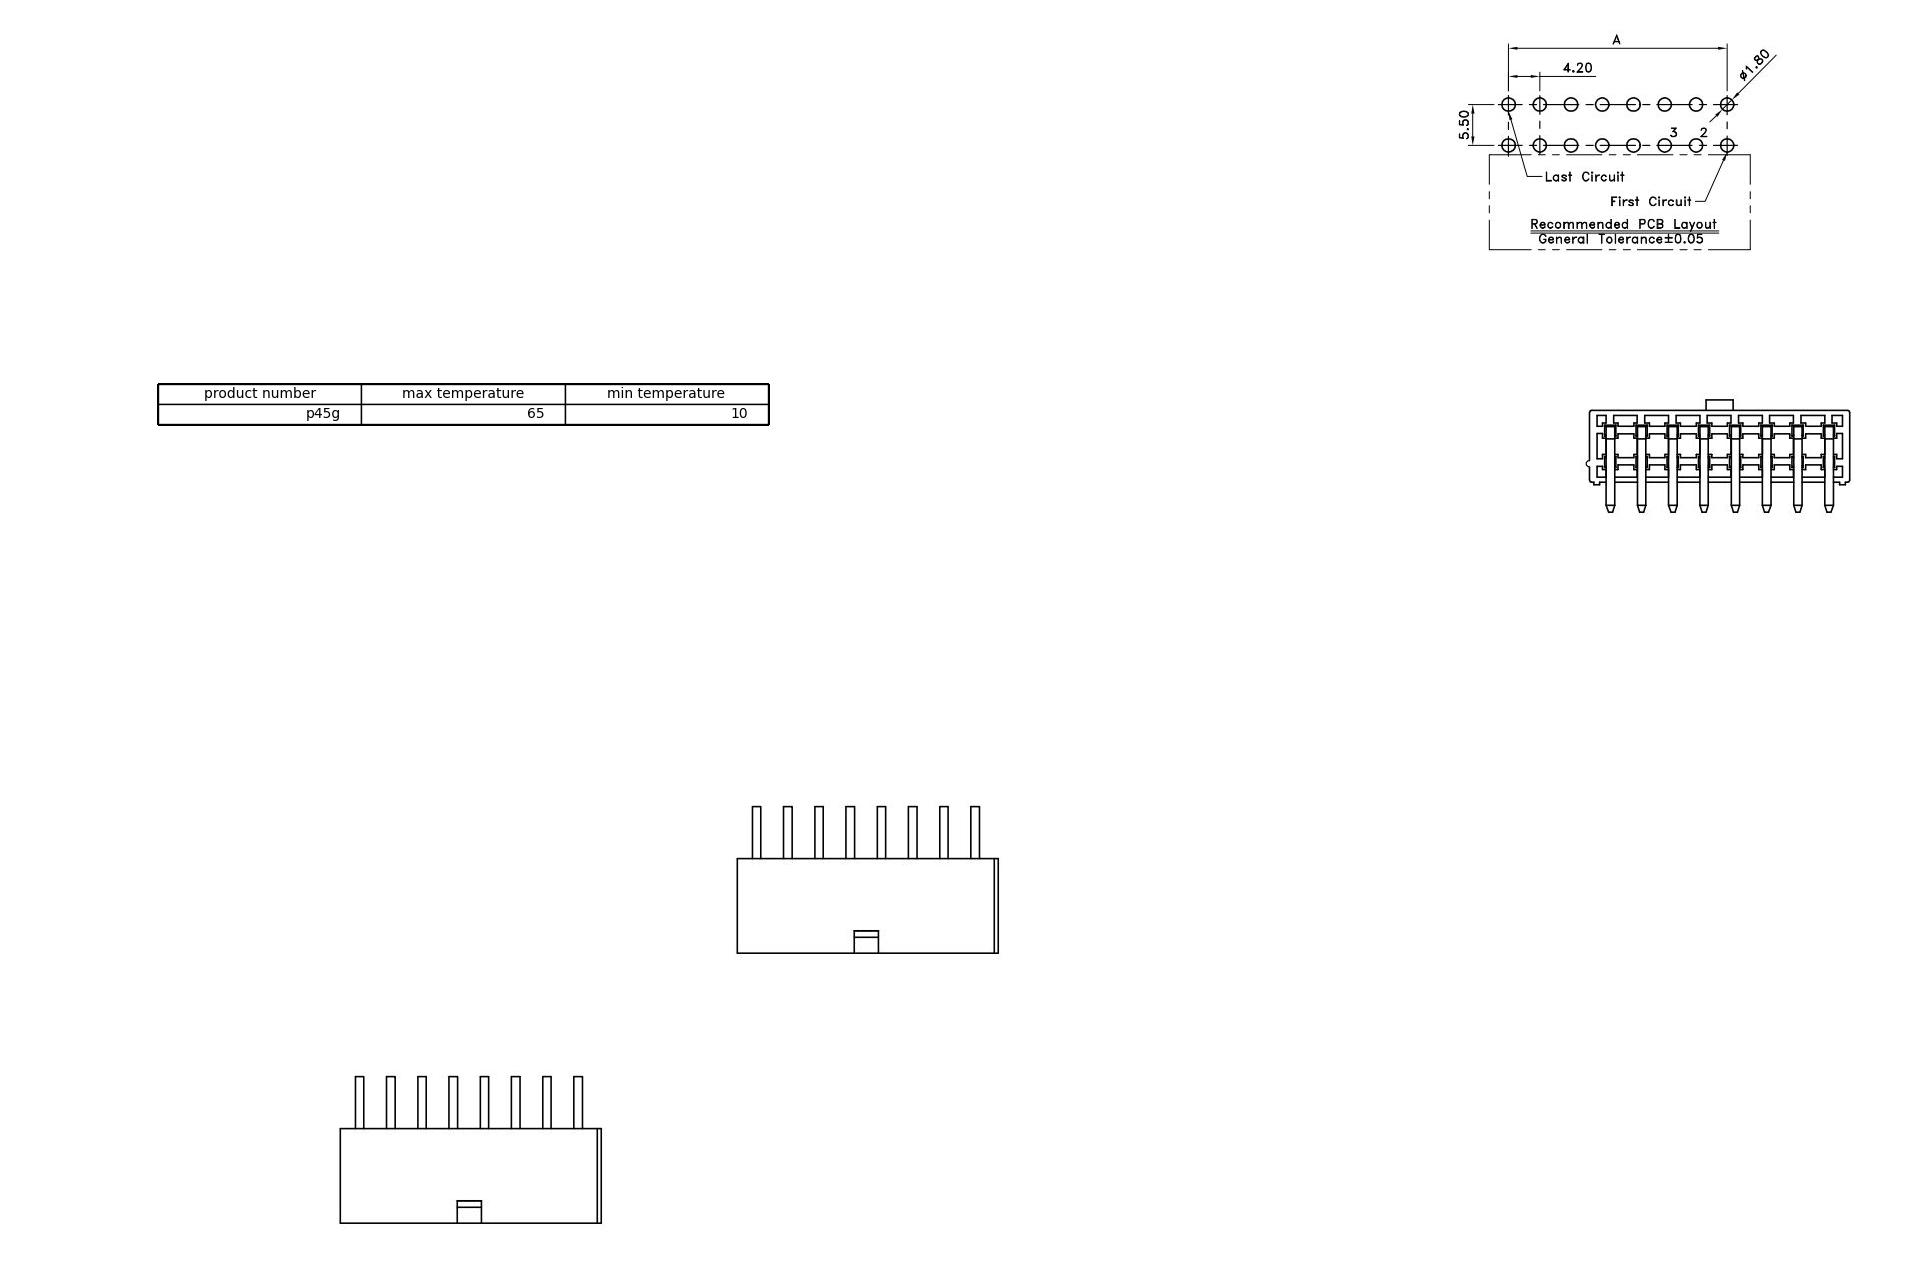 A
4.20
ø1.80
5.50
3 2
Last Circuit
First Circuit
Recommended PCB Layout
General Tolerance±0.05
product number max temperature min temperature
p45g 65 10